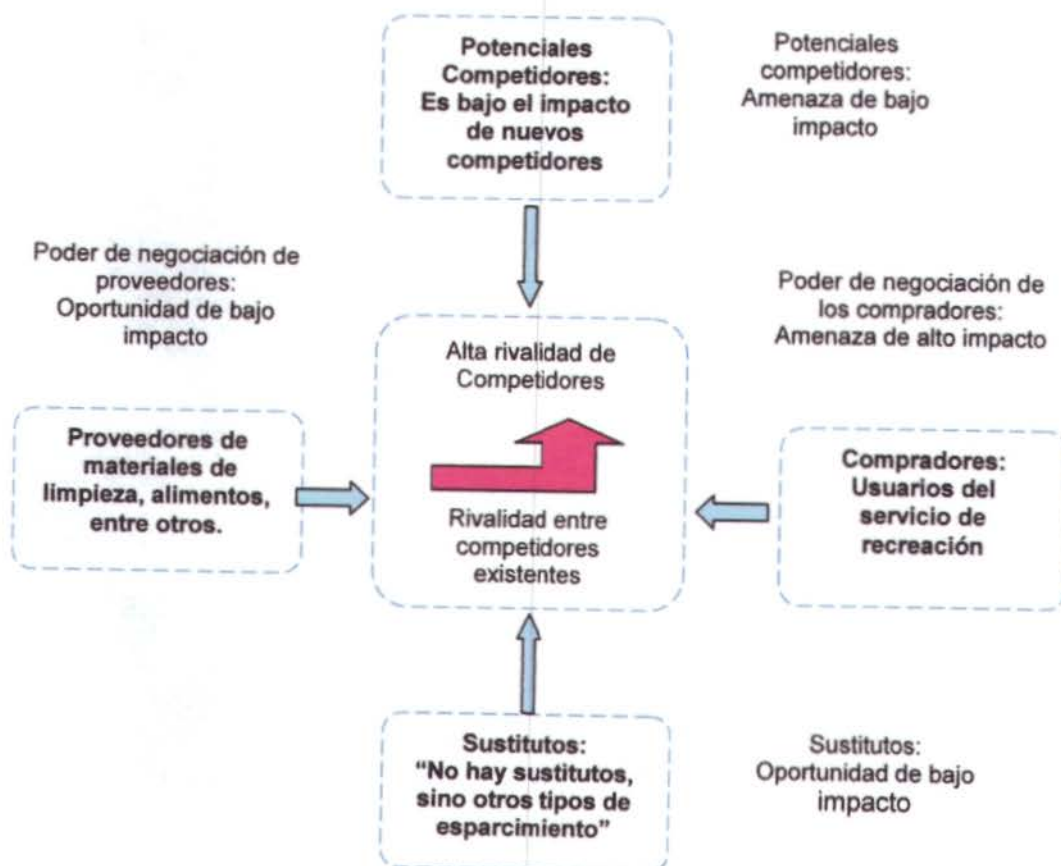 Potenciales
Competidores:
Es bajo el impacto
de nuevos
competidores
Potenciales
competidores:
Amenaza de bajo
impacto
Poder de negociación de
proveedores:
Oportunidad de bajo
impacto
Poder de negociación de
los compradores:
Amenaza de alto impacto
Alta rivalidad de
Competidores
Proveedores de
materiales de
limpieza, alimentos,
entre otros.
Compradores:
Usuarios del
servicio de
recreación
Rivalidad entre
competidores
existentes
Sustitutos:
“No hay sustitutos,
sino otros tipos de
esparcimiento”
Sustitutos:
Oportunidad de bajo
impacto